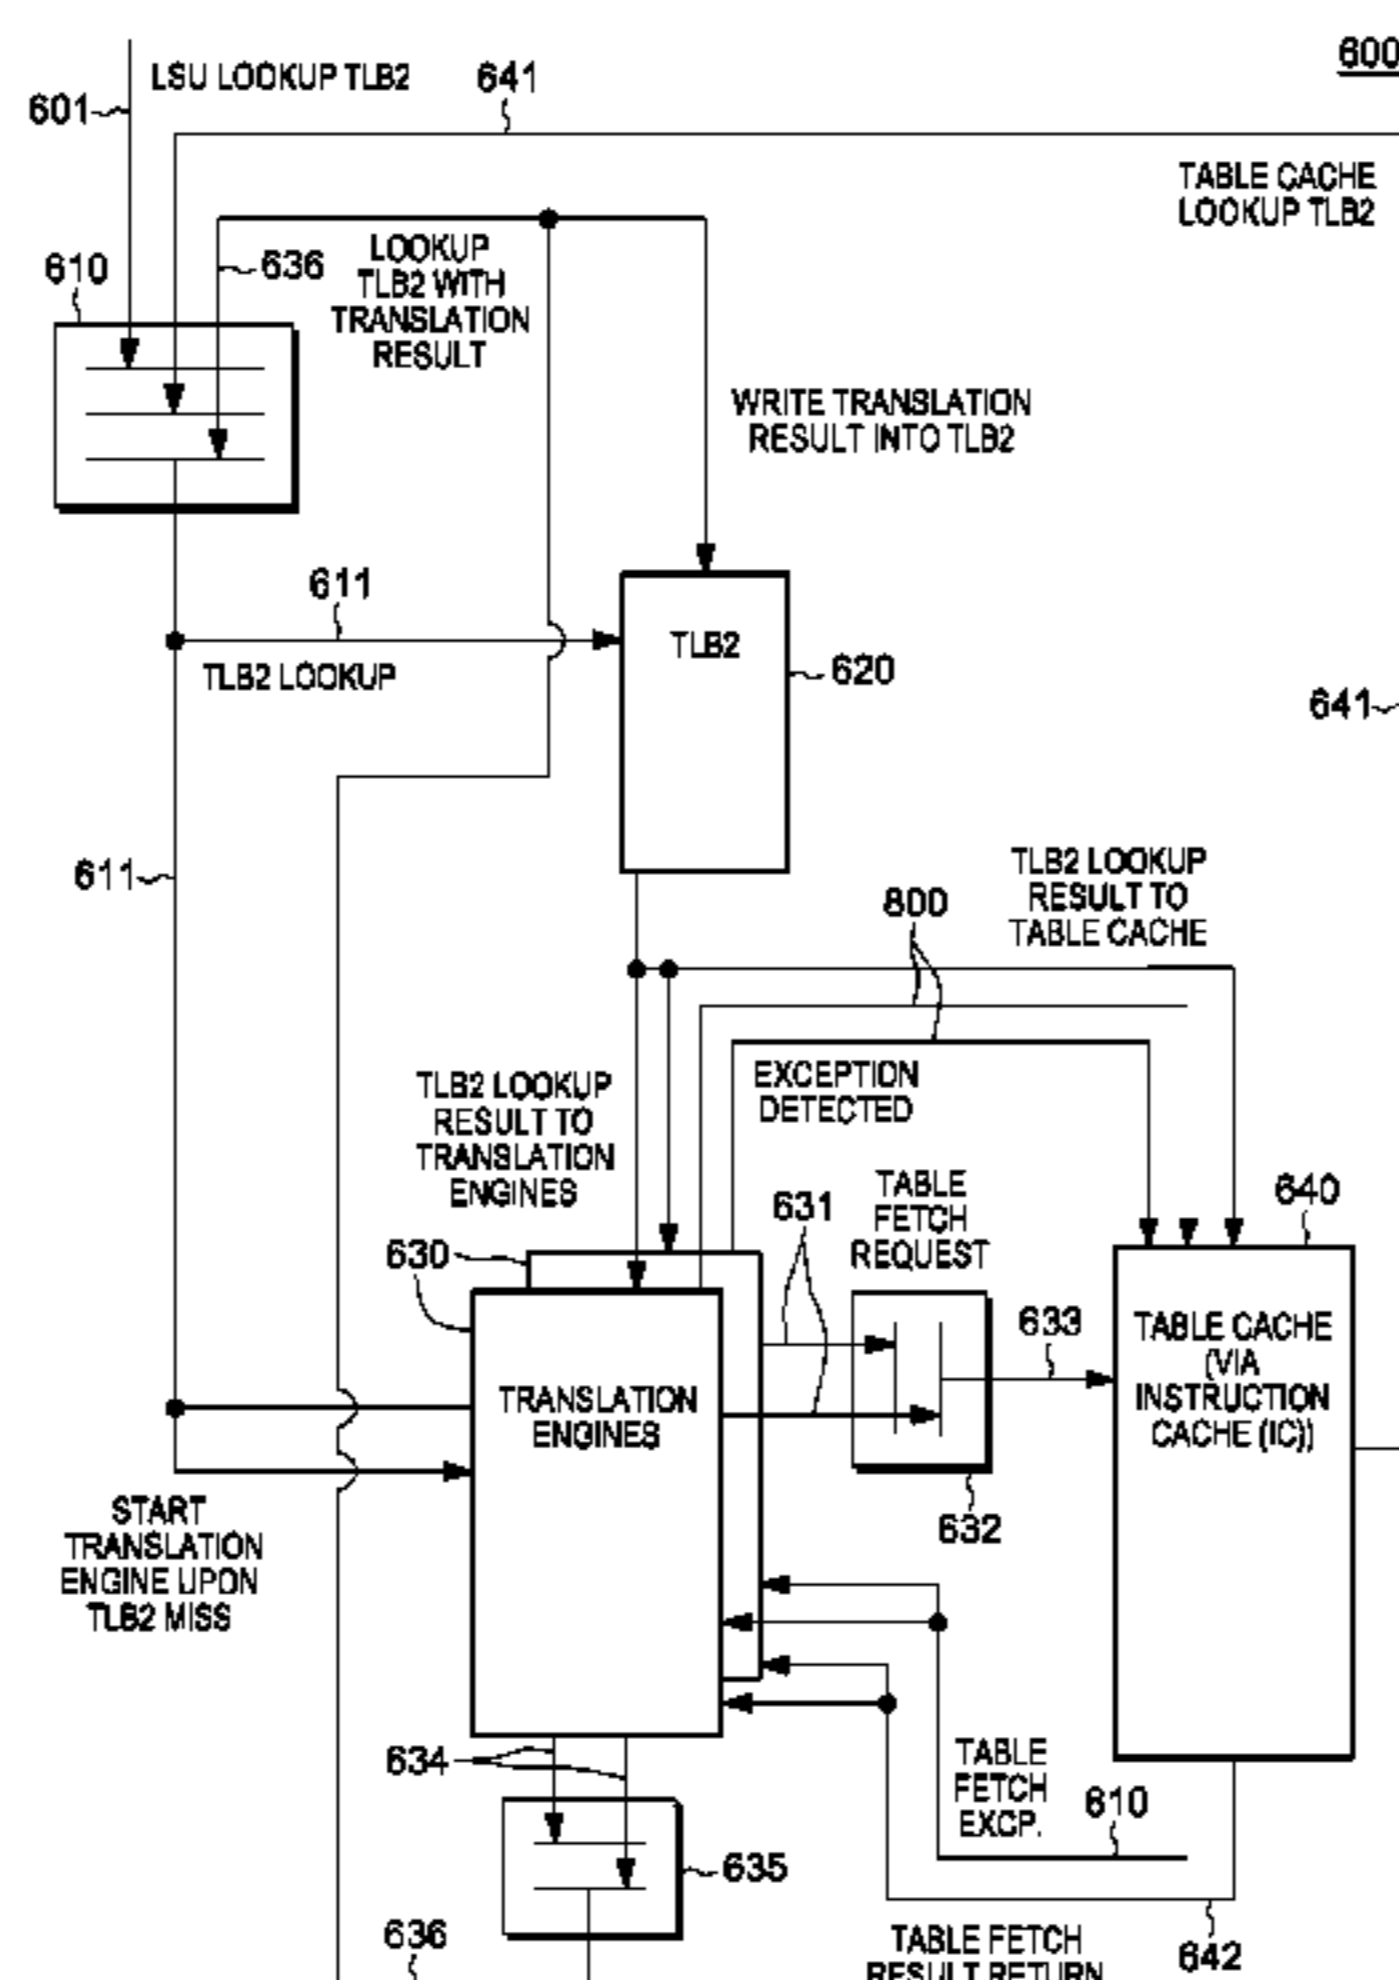 600
LSU LOOKUP TLB2
641
601
TABLE CACHE
LOOKUP TLB2
610
636
LOOKUP
TLB2 WITH
TRANSLATION
RESULT
WRITE TRANSLATION
RESULT INTO TLB2
611
TLB2
620
TLB2 LOOKUP
641
611
TLB2 LOOKUP
RESULT TO
TABLE CACHE
800
EXCEPTION
DETECTED
TLB2 LOOKUP
RESULT TO
TRANSLATION
ENGINES
TABLE
FETCH
REQUEST
631
640
630
633
TABLE CACHE
(VIA
INSTRUCTION
CACHE (IC))
TRANSLATION
ENGINES
632
START
TRANSLATION
ENGINE UPON
TLB2 MISS
634
TABLE
FETCH
EXCP.
810
635
636
TABLE FETCH
RESULT RETURN
642